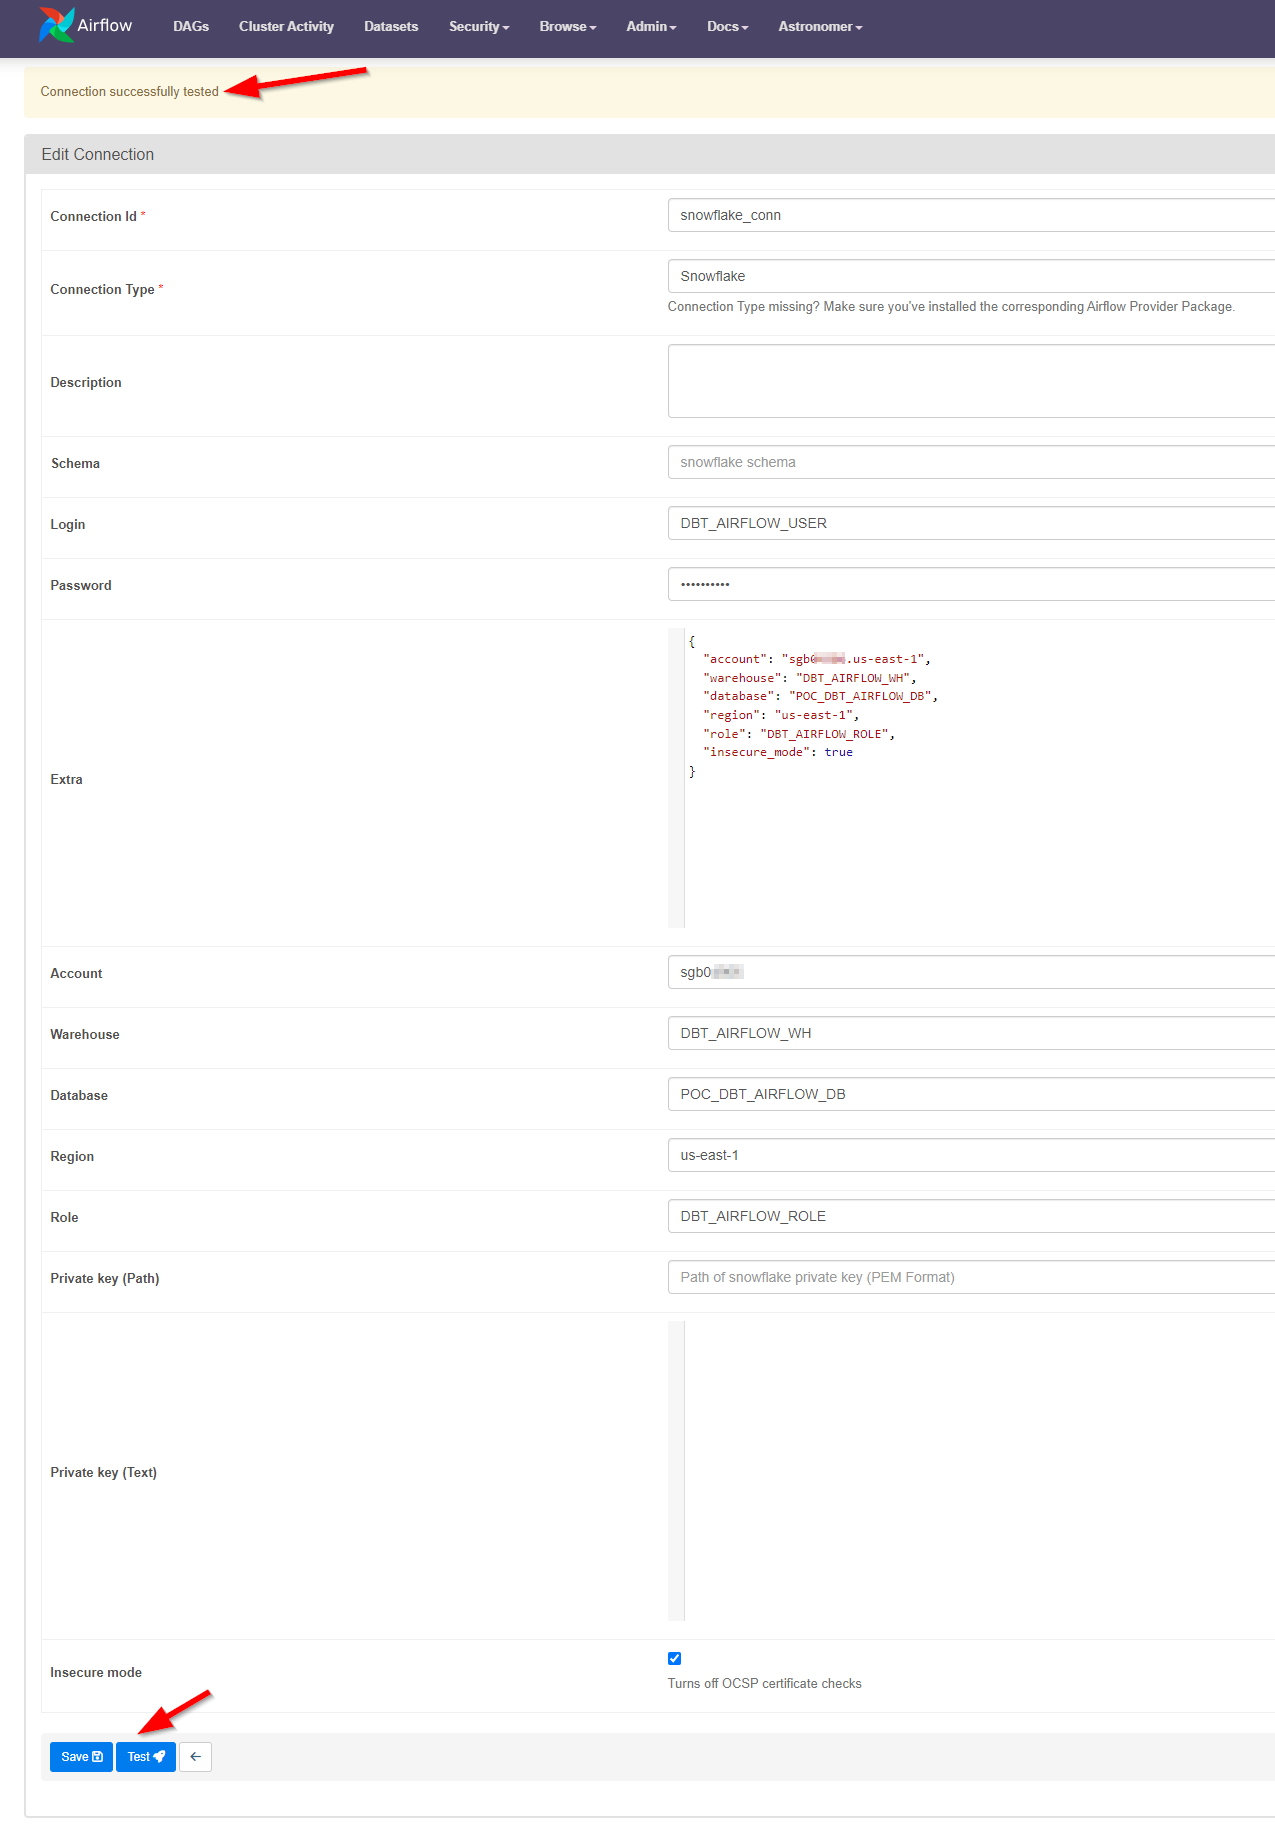 Airflow DAGs Cluster Activity Datasets Security Browse Admin Docs Astronomer
Connection successfully tested
Edit Connection
Connection Id * snowflake_conn
Connection Type * Snowflake
Connection Type missing? Make sure you've installed the corresponding Airflow Provider Package.
Description
Schema snowflake schema
Login DBT_AIRFLOW_USER
Password ••••••••••
Extra
{
"account": "sgb0 .us-east-1",
"warehouse": "DBT_AIRFLOW_WH",
"database": "POC_DBT_AIRFLOW_DB",
"region": "us-east-1",
"role": "DBT_AIRFLOW_ROLE",
"insecure_mode": true
}
Account sgb0
Warehouse DBT_AIRFLOW_WH
Database POC_DBT_AIRFLOW_DB
Region us-east-1
Role DBT_AIRFLOW_ROLE
Private key (Path) Path of snowflake private key (PEM Format)
Private key (Text)
Insecure mode
Turns off OCSP certificate checks
Save Test